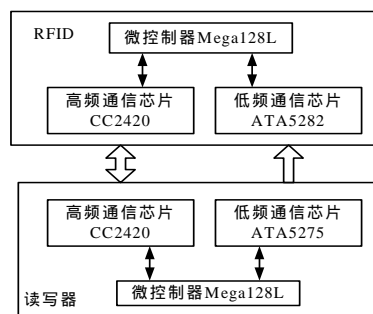 RFID
微控制器Mega128L
高频通信芯片
CC2420
低频通信芯片
ATA5282
高频通信芯片
CC2420
低频通信芯片
ATA5275
读写器
微控制器Mega128L